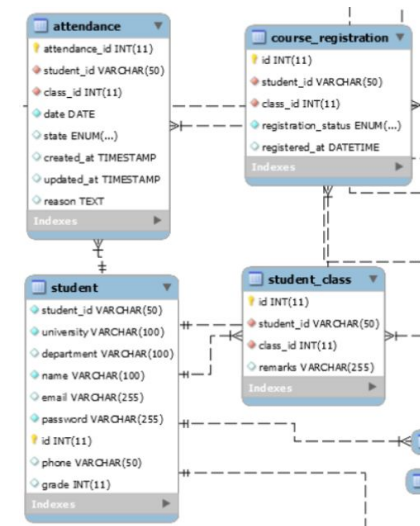 attendance
attendance_id INT(11)
student_id VARCHAR(50)
class_id INT(11)
date DATE
state ENUM(...)
created_at TIMESTAMP
updated_at TIMESTAMP
reason TEXT
Indexes
course_registration
id INT(11)
student_id VARCHAR(50)
class_id INT(11)
registration_status ENUM(...)
registered_at DATETIME
Indexes
student
student_id VARCHAR(50)
university VARCHAR(100)
department VARCHAR(100)
name VARCHAR(100)
email VARCHAR(255)
password VARCHAR(255)
id INT(11)
phone VARCHAR(50)
grade INT(11)
Indexes
student_class
id INT(11)
student_id VARCHAR(50)
class_id INT(11)
remarks VARCHAR(255)
Indexes